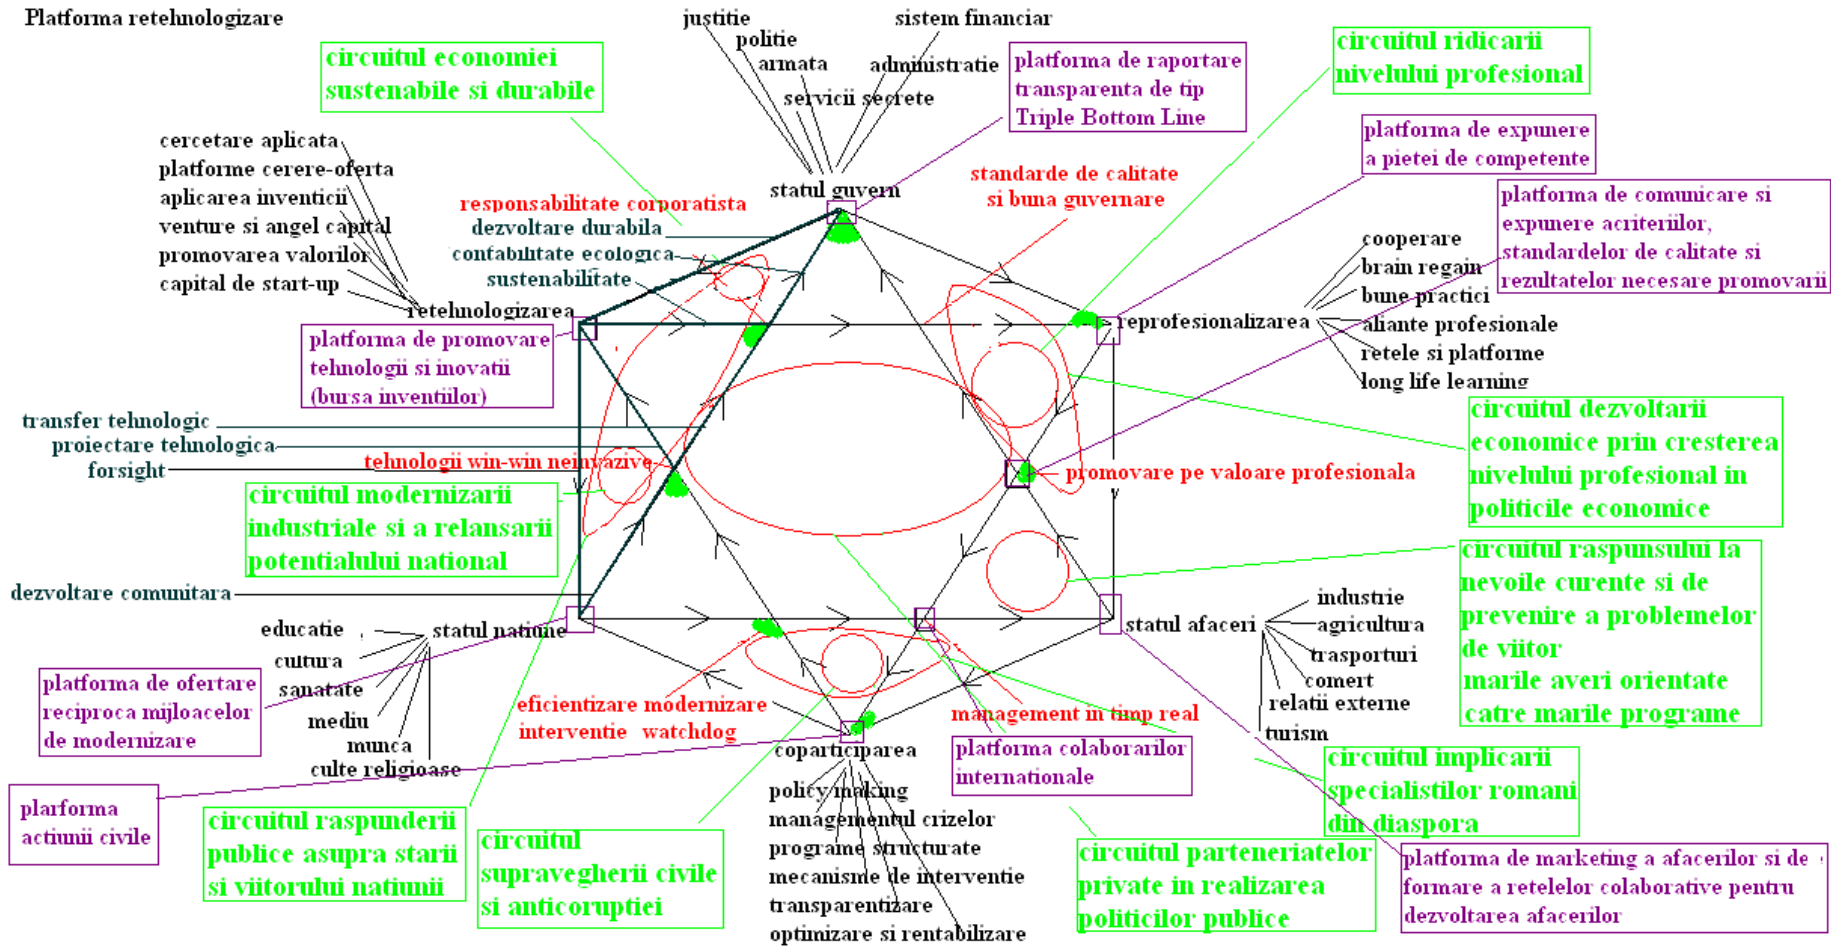 Platforma retehnologizare
justitie
sistem financiar
politie
armata
administratie
servicii secrete
circuitul economiei
sustenabile si durabile
platforma de raportare
transparenta de tip
Triple Bottom Line
circuitul ridicarii
nivelului profesional
platforma de expunere
a pietei de competente
cercetare aplicata
platforme cerere-oferta
aplicarea inventicii
venture si angel capital
promovarea valorilor
capital de start-up
retehnologizarea
statul guvern
standarde de calitate
si buna guvernare
platforma de comunicare si
expunere acriteriilor,
standardelor de calitate si
rezultatelor necesare promovarii
responsabilitate corporatista
dezvoltare durabila
contabilitate ecologica
sustenabilitate
cooperare
brain regain
bune practici
reprofesionalizarea
aliante profesionale
retele si platforme
long life learning
platforma de promovare
tehnologii si inovatii
(bursa inventiilor)
transfer tehnologic
proiectare tehnologica
forsight
tehnologii win-win neinvazive
promovare pe valoare profesionala
circuitul dezvoltarii
economice prin cresterea
nivelului profesional in
politicile economice
circuitul modernizarii
industriale si a relansarii
potentialului national
circuitul raspunsului la
nevoile curente si de
prevenire a problemelor
de viitor
marile averi orientate
catre marile programe
dezvoltare comunitara
educatie
cultura
sanatate
mediu
munca
culte religioase
statul natiune
statul afaceri
industrie
agricultura
trasporturi
comert
relatii externe
turism
platforma de ofertare
reciproca mijloacelor
de modernizare
eficientizare modernizare
interventie watchdog
management in timp real
coparticiparea
platforma colaborarilor
internationale
plarforma
actiunii civile
circuitul raspunderii
publice asupra starii
si viitorului natiunii
circuitul
supravegherii civile
si anticoruptiei
policy making
managementul crizelor
programe structurate
mecanisme de interventie
transparentizare
optimizare si rentabilizare
circuitul implicarii
specialistilor romani
din diaspora
circuitul parteneriatelor
private in realizarea
politicilor publice
platforma de marketing a afacerilor si de
formare a retelelor colaborative pentru
dezvoltarea afacerilor